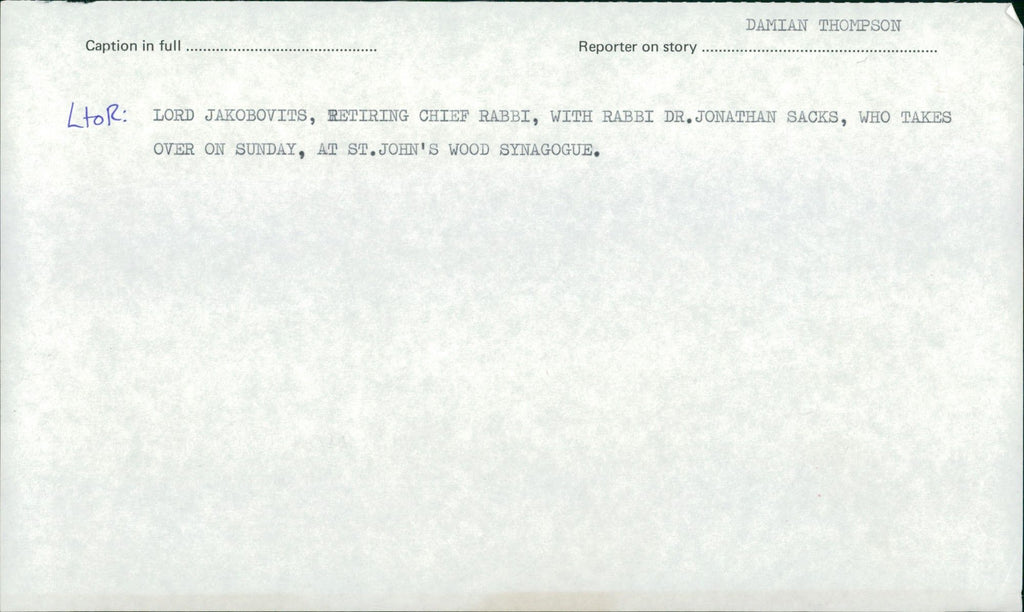 DAMIAN THOMPSON
Caption in full ............................................. Reporter on story .........................................................
LtoR: LORD JAKOBOVITS, RETIRING CHIEF RABBI, WITH RABBI DR.JONATHAN SACKS, WHO TAKES
OVER ON SUNDAY, AT ST.JOHN'S WOOD SYNAGOGUE.